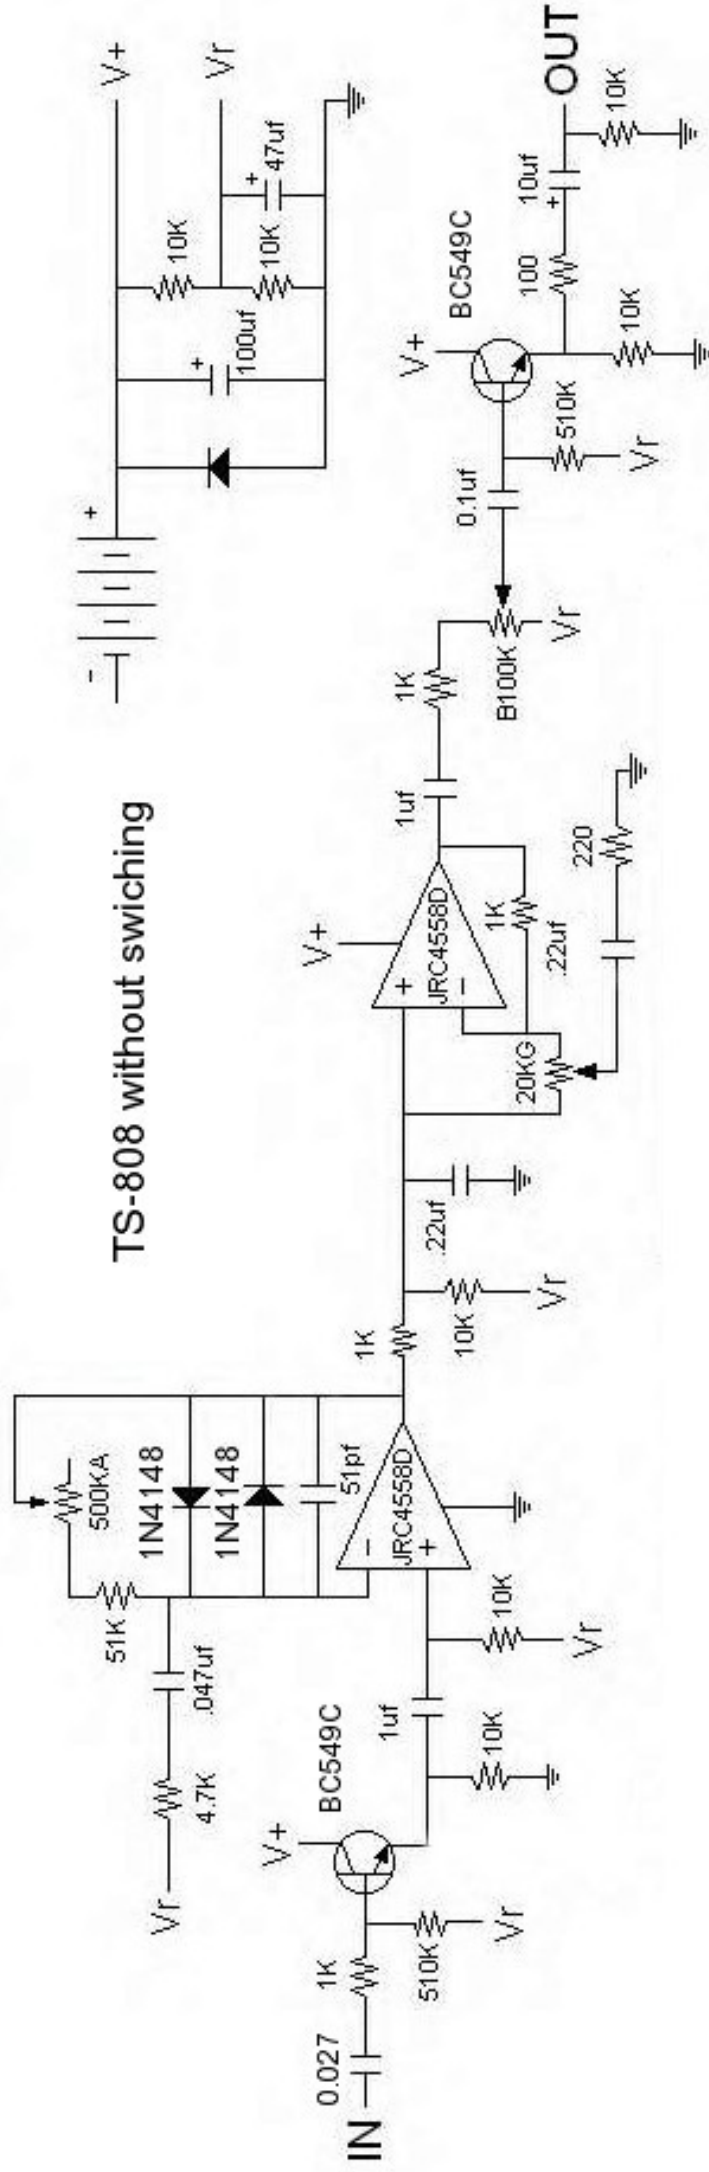 TS-808 without swiching
−
+
V+
+
100uf
10K
10K
Vr
+
47uf
500KA
51K
1N4148
1N4148
51pf
Vr
4.7K
.047uf
−
+
JRC4558D
IN
0.027
1K
510K
Vr
V+
BC549C
10K
1uf
10K
Vr
1K
10K
Vr
.22uf
V+
+
−
JRC4558D
20KG
1K
.22uf
220
1uf
1K
B100K
Vr
0.1uf
510K
Vr
V+
BC549C
10K
100
+
10uf
10K
OUT